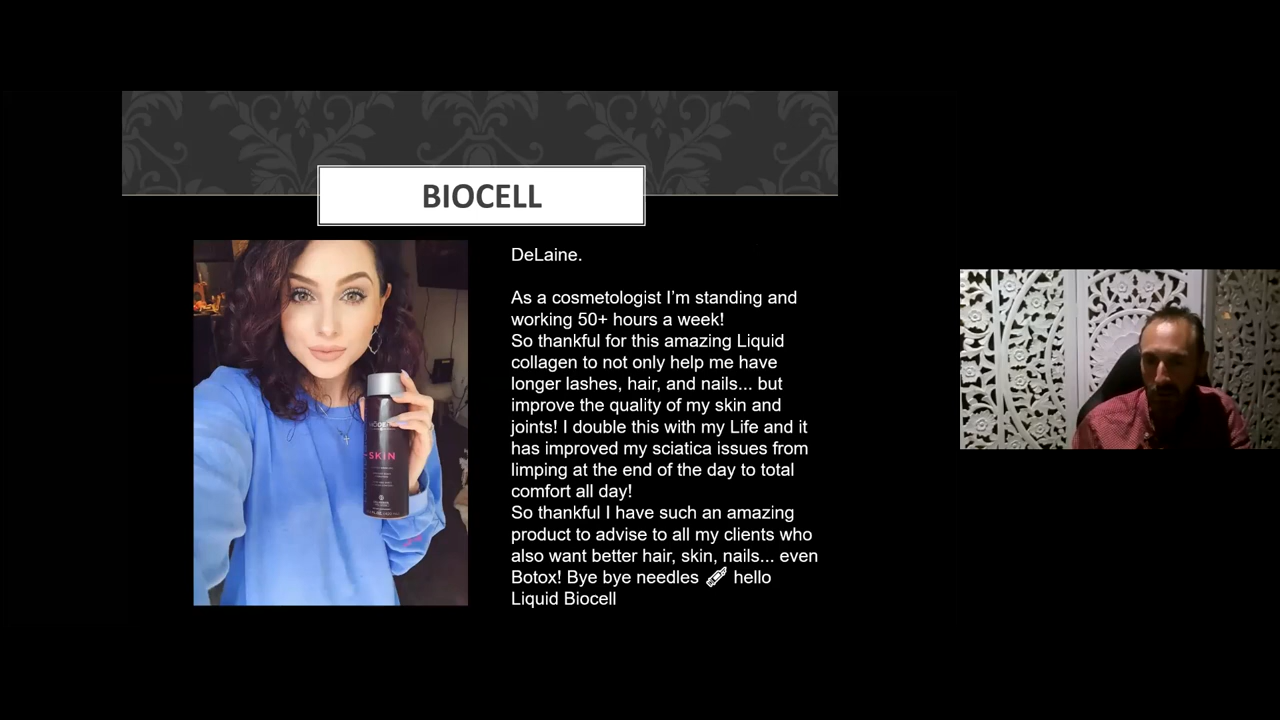 BIOCELL
DeLaine.
As a cosmetologist I’m standing and
working 50+ hours a week!
So thankful for this amazing Liquid
collagen to not only help me have
longer lashes, hair, and nails... but
improve the quality of my skin and
joints! I double this with my Life and it
has improved my sciatica issues from
limping at the end of the day to total
comfort all day!
So thankful I have such an amazing
product to advise to all my clients who
also want better hair, skin, nails... even
Botox! Bye bye needles 💉 hello
Liquid Biocell
SKIN